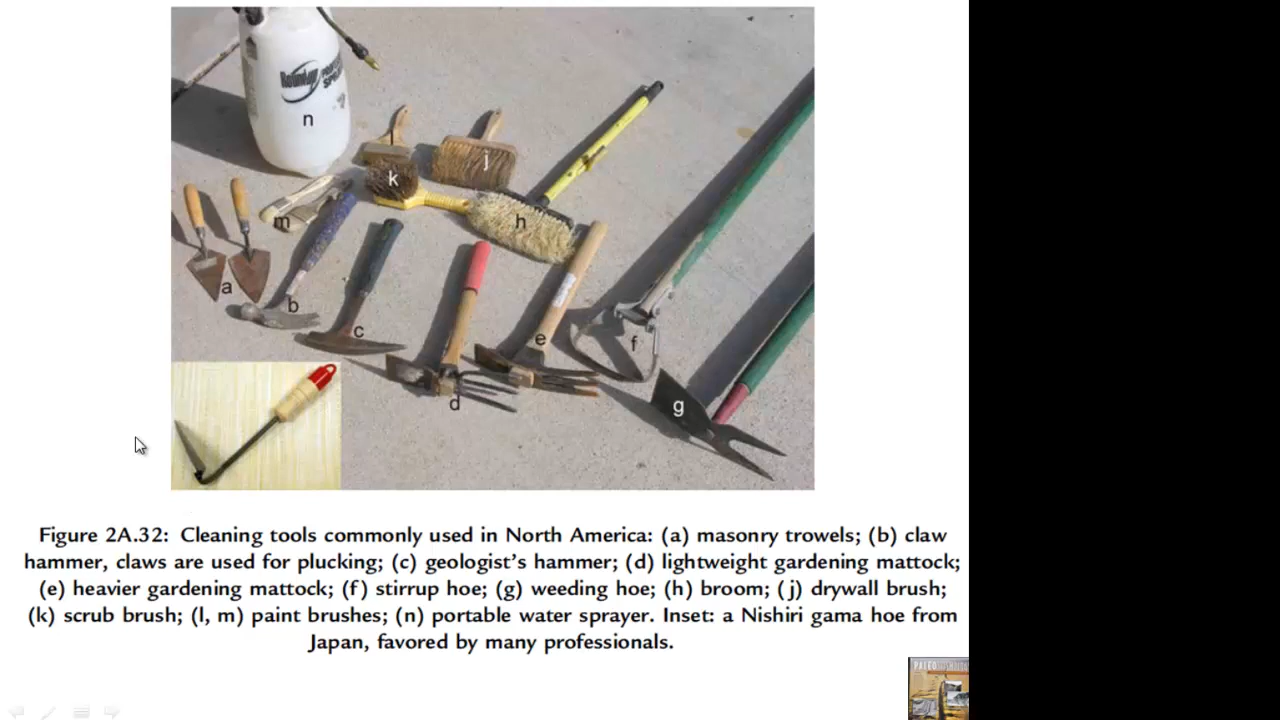 Roundup
n
l
j
k
h
m
a
b
c
e
f
d
g
Figure 2A.32: Cleaning tools commonly used in North America: (a) masonry trowels; (b) claw
hammer, claws are used for plucking; (c) geologist's hammer; (d) lightweight gardening mattock;
(e) heavier gardening mattock; (f) stirrup hoe; (g) weeding hoe; (h) broom; (j) drywall brush;
(k) scrub brush; (l, m) paint brushes; (n) portable water sprayer. Inset: a Nishiri gama hoe from
Japan, favored by many professionals.